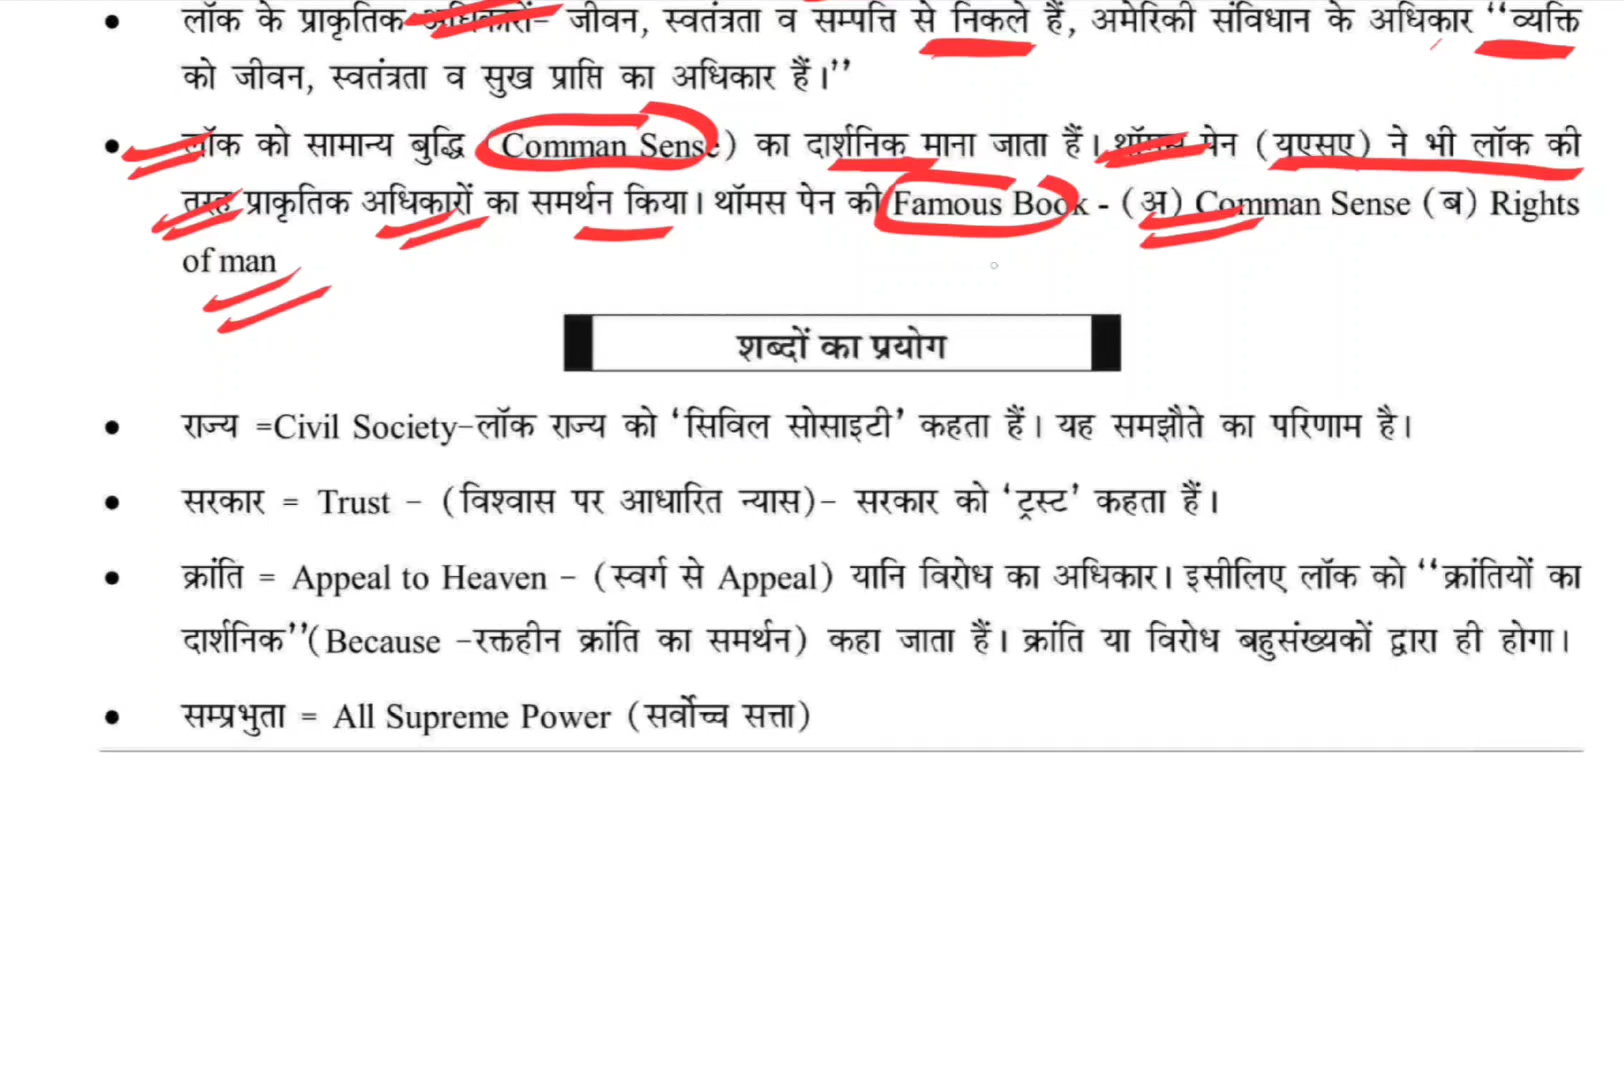 • लॉक के प्राकृतिक अधिकारों– जीवन, स्वतंत्रता व सम्पत्ति से निकले हैं, अमेरिकी संविधान के अधिकार ‘‘व्यक्ति
को जीवन, स्वतंत्रता व सुख प्राप्ति का अधिकार हैं।’’
• लॉक को सामान्य बुद्धि (Comman Sense) का दार्शनिक माना जाता हैं। थॉमस पेन (यूएसए) ने भी लॉक की
तरह प्राकृतिक अधिकारों का समर्थन किया। थॉमस पेन की Famous Book - (अ) Comman Sense (ब) Rights
of man
शब्दों का प्रयोग
• राज्य =Civil Society–लॉक राज्य को ‘सिविल सोसाइटी’ कहता हैं। यह समझौते का परिणाम है।
• सरकार = Trust – (विश्वास पर आधारित न्यास)– सरकार को ‘ट्रस्ट’ कहता हैं।
• क्रांति = Appeal to Heaven – (स्वर्ग से Appeal) यानि विरोध का अधिकार। इसीलिए लॉक को ‘‘क्रांतियों का
दार्शनिक’’(Because –रक्तहीन क्रांति का समर्थन) कहा जाता हैं। क्रांति या विरोध बहुसंख्यकों द्वारा ही होगा।
• सम्प्रभुता = All Supreme Power (सर्वोच्च सत्ता)